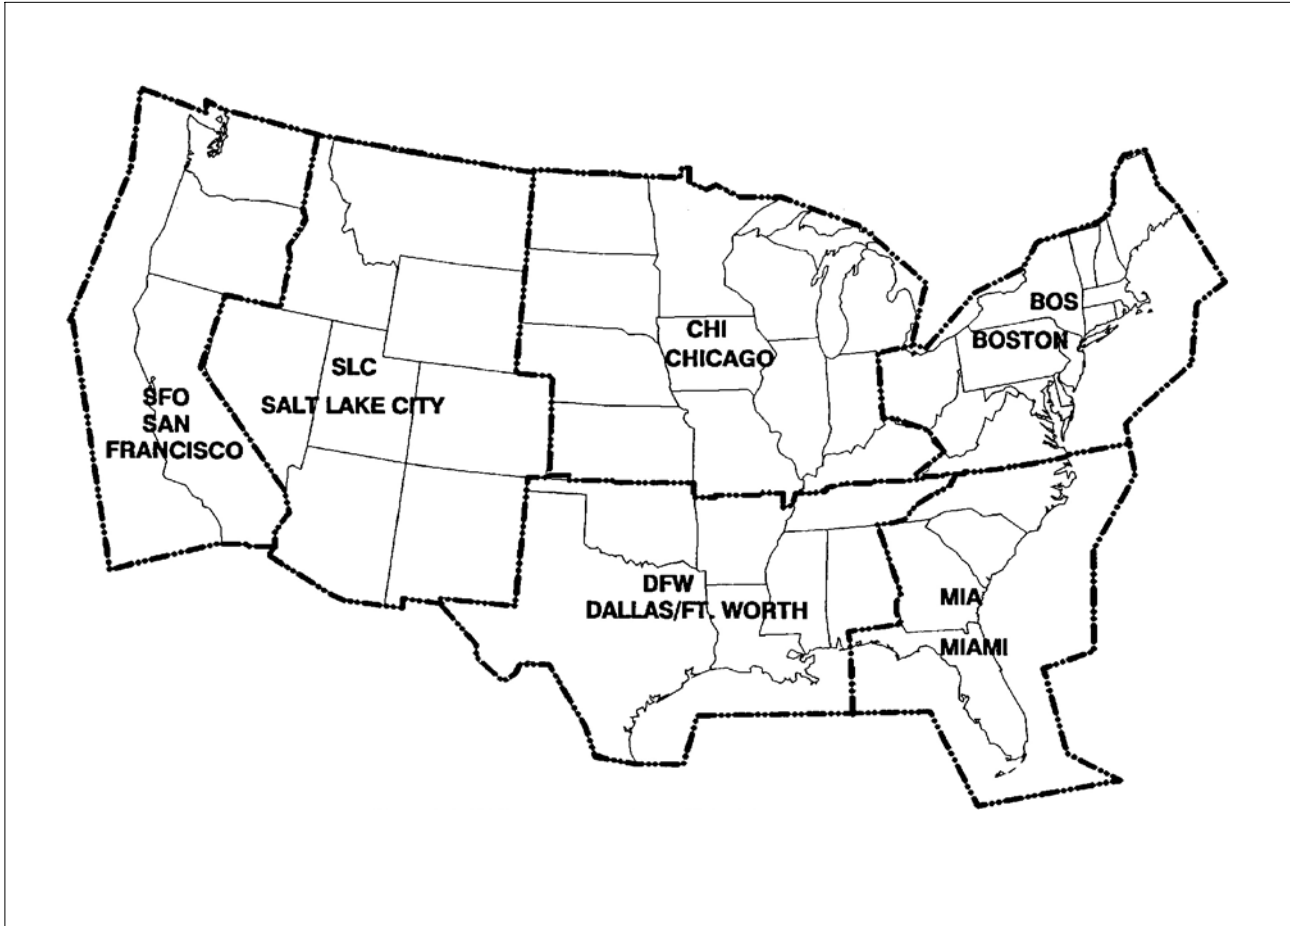 BOS
BOSTON
CHI
CHICAGO
SLC
SALT LAKE CITY
SFO
SAN
FRANCISCO
DFW
DALLAS/FT. WORTH
MIA
MIAMI